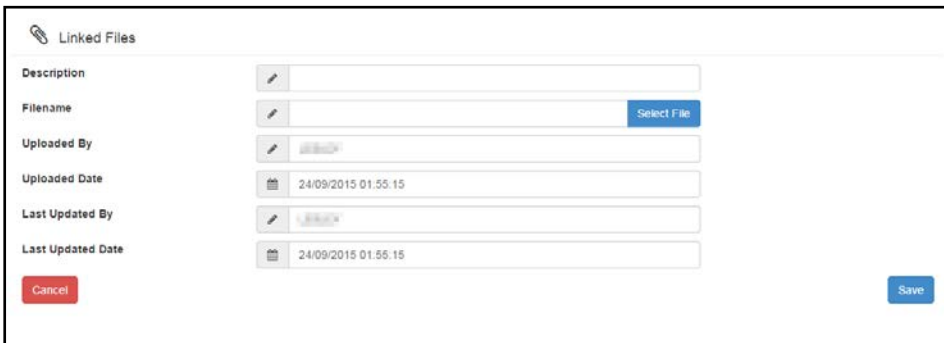 Linked Files
Description
Filename
Select File
Uploaded By
Uploaded Date
24/09/2015 01:55:15
Last Updated By
Last Updated Date
24/09/2015 01:55:15
Cancel
Save